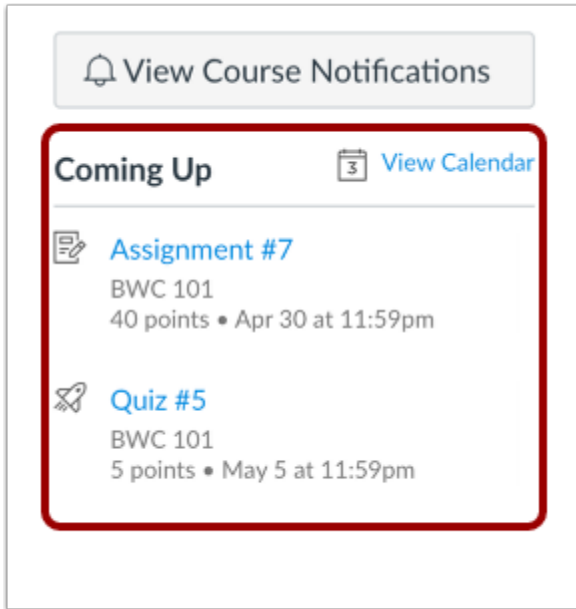 View Course Notifications
Coming Up
3 View Calendar
Assignment #7
BWC 101
40 points • Apr 30 at 11:59pm
Quiz #5
BWC 101
5 points • May 5 at 11:59pm